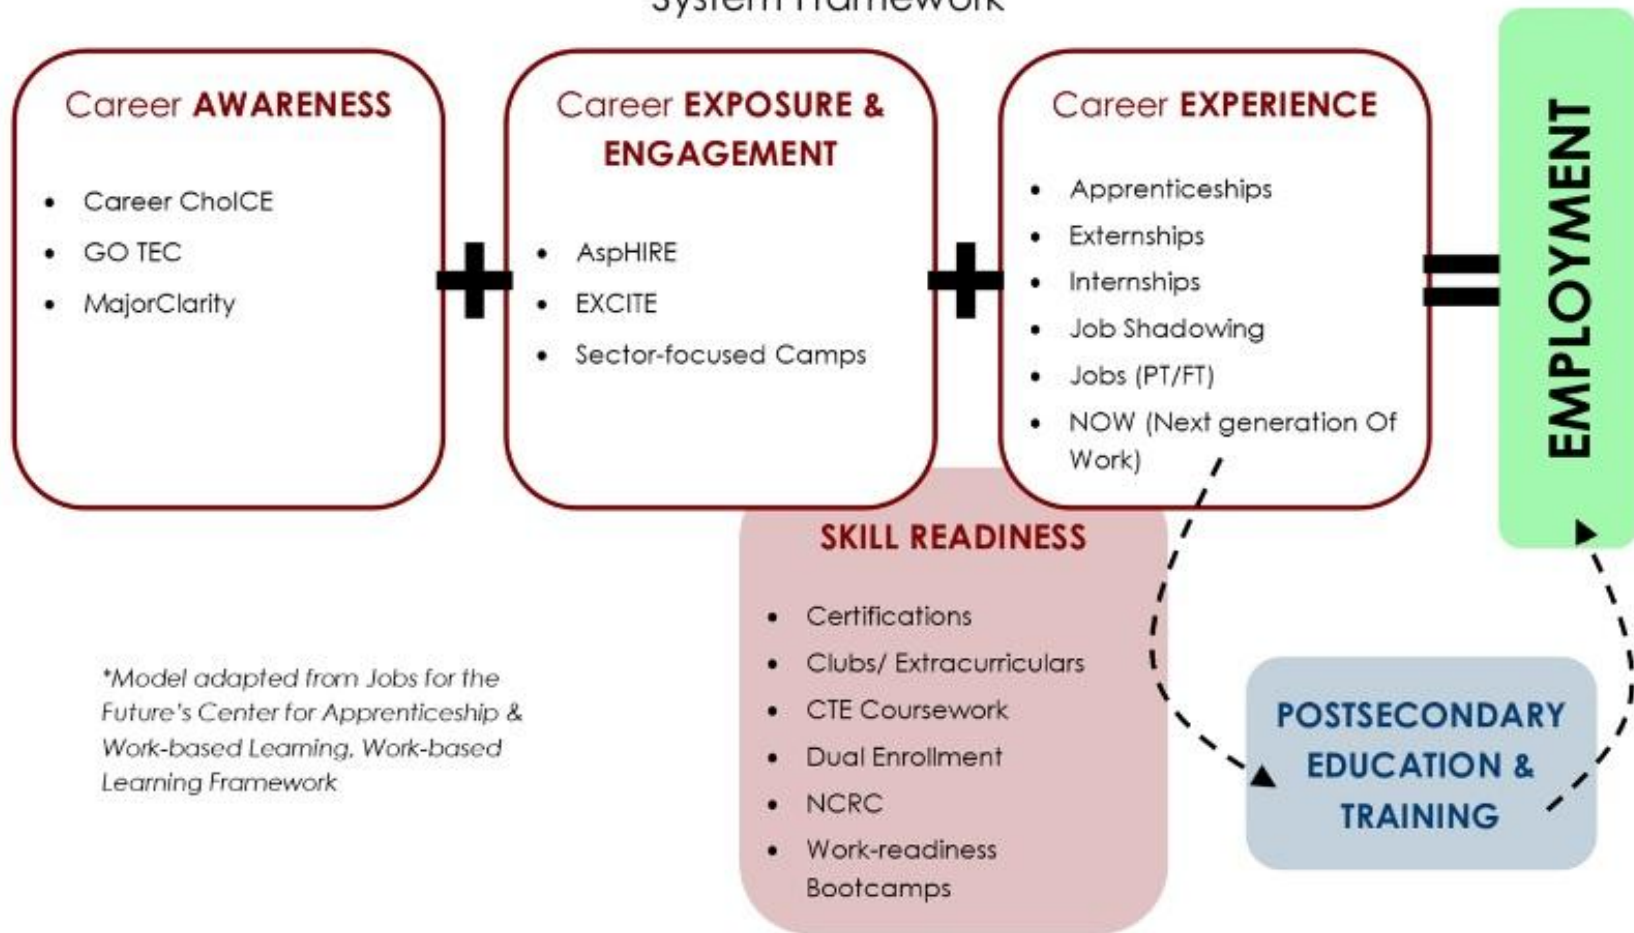 System Framework
Career AWARENESS
• Career ChoICE
• GO TEC
• MajorClarity
Career EXPOSURE &
ENGAGEMENT
• AspHIRE
• EXCITE
• Sector-focused Camps
Career EXPERIENCE
• Apprenticeships
• Externships
• Internships
• Job Shadowing
• Jobs (PT/FT)
• NOW (Next generation Of
Work)
EMPLOYMENT
SKILL READINESS
• Certifications
• Clubs/ Extracurriculars
• CTE Coursework
• Dual Enrollment
• NCRC
• Work-readiness
Bootcamps
POSTSECONDARY
EDUCATION &
TRAINING
*Model adapted from Jobs for the
Future's Center for Apprenticeship &
Work-based Learning, Work-based
Learning Framework